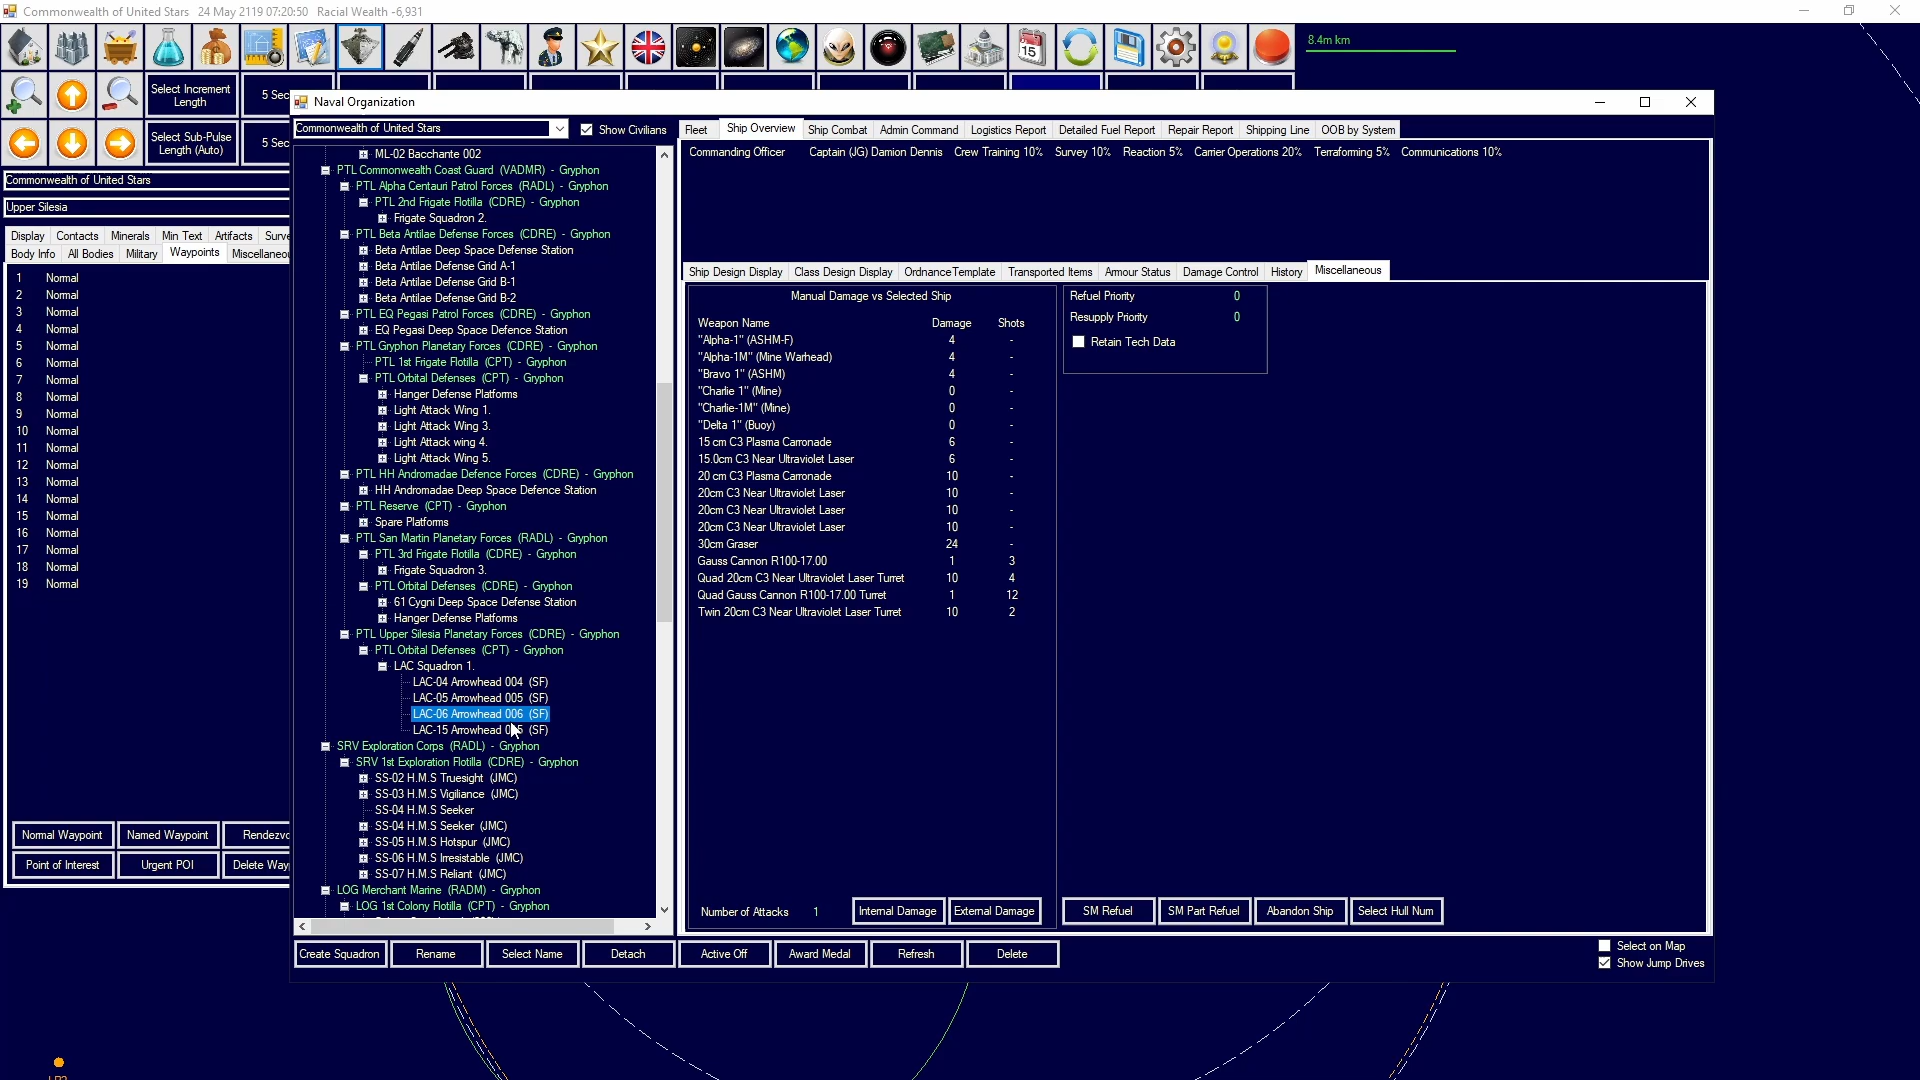 Commonwealth of United Stars   24 May 2119 07:20:50   Racial Wealth -6,931
8.4m km
Select Increment Length
5 Sec
Select Sub-Pulse Length (Auto)
5 Sec
Commonwealth of United Stars
Upper Silesia
Display   Contacts   Minerals   Min Text   Artifacts   Surve
Body Info   All Bodies   Military   Waypoints   Miscellaneou
1   Normal
2   Normal
3   Normal
4   Normal
5   Normal
6   Normal
7   Normal
8   Normal
9   Normal
10   Normal
11   Normal
12   Normal
13   Normal
14   Normal
15   Normal
16   Normal
17   Normal
18   Normal
19   Normal
Normal Waypoint   Named Waypoint   Rendezvo
Point of Interest   Urgent POI   Delete Way
Naval Organization
Commonwealth of United Stars   Show Civilians
ML-02 Bacchante 002
PTL Commonwealth Coast Guard (VADMR) - Gryphon
PTL Alpha Centauri Patrol Forces (RADL) - Gryphon
PTL 2nd Frigate Flotilla (CDRE) - Gryphon
Frigate Squadron 2.
PTL Beta Antilae Defense Forces (CDRE) - Gryphon
Beta Antilae Deep Space Defense Station
Beta Antilae Defense Grid A-1
Beta Antilae Defense Grid B-1
Beta Antilae Defense Grid B-2
PTL EQ Pegasi Patrol Forces (CDRE) - Gryphon
EQ Pegasi Deep Space Defence Station
PTL Gryphon Planetary Forces (CDRE) - Gryphon
PTL 1st Frigate Flotilla (CPT) - Gryphon
PTL Orbital Defenses (CPT) - Gryphon
Hanger Defense Platforms
Light Attack Wing 1.
Light Attack Wing 3.
Light Attack wing 4.
Light Attack Wing 5.
PTL HH Andromadae Defence Forces (CDRE) - Gryphon
HH Andromadae Deep Space Defence Station
PTL Reserve (CPT) - Gryphon
Spare Platforms
PTL San Martin Planetary Forces (RADL) - Gryphon
PTL 3rd Frigate Flotilla (CDRE) - Gryphon
Frigate Squadron 3.
PTL Orbital Defenses (CDRE) - Gryphon
61 Cygni Deep Space Defense Station
Hanger Defense Platforms
PTL Upper Silesia Planetary Forces (CDRE) - Gryphon
PTL Orbital Defenses (CPT) - Gryphon
LAC Squadron 1.
LAC-04 Arrowhead 004 (SF)
LAC-05 Arrowhead 005 (SF)
LAC-06 Arrowhead 006 (SF)
LAC-15 Arrowhead 015 (SF)
SRV Exploration Corps (RADL) - Gryphon
SRV 1st Exploration Flotilla (CDRE) - Gryphon
SS-02 H.M.S Truesight (JMC)
SS-03 H.M.S Vigiliance (JMC)
SS-04 H.M.S Seeker
SS-04 H.M.S Seeker (JMC)
SS-05 H.M.S Hotspur (JMC)
SS-06 H.M.S Irresistable (JMC)
SS-07 H.M.S Reliant (JMC)
LOG Merchant Marine (RADM) - Gryphon
LOG 1st Colony Flotilla (CPT) - Gryphon
Fleet   Ship Overview   Ship Combat   Admin Command   Logistics Report   Detailed Fuel Report   Repair Report   Shipping Line   OOB by System
Commanding Officer   Captain (JG) Damion Dennis   Crew Training 10%   Survey 10%   Reaction 5%   Carrier Operations 20%   Terraforming 5%   Communications 10%
Ship Design Display   Class Design Display   Ordnance Template   Transported Items   Armour Status   Damage Control   History   Miscellaneous
Manual Damage vs Selected Ship
Weapon Name   Damage   Shots
"Alpha-1" (ASHM-F)   4   -
"Alpha-1M" (Mine Warhead)   4   -
"Bravo 1" (ASHM)   4   -
"Charlie 1" (Mine)   0   -
"Charlie-1M" (Mine)   0   -
"Delta 1" (Buoy)   0   -
15 cm C3 Plasma Carronade   6   -
15.0cm C3 Near Ultraviolet Laser   6   -
20 cm C3 Plasma Carronade   10   -
20cm C3 Near Ultraviolet Laser   10   -
20cm C3 Near Ultraviolet Laser   10   -
20cm C3 Near Ultraviolet Laser   10   -
30cm Graser   24   -
Gauss Cannon R100-17.00   1   3
Quad 20cm C3 Near Ultraviolet Laser Turret   10   4
Quad Gauss Cannon R100-17.00 Turret   1   12
Twin 20cm C3 Near Ultraviolet Laser Turret   10   2
Refuel Priority   0
Resupply Priority   0
Retain Tech Data
Number of Attacks   1   Internal Damage   External Damage   SM Refuel   SM Part Refuel   Abandon Ship   Select Hull Num
Create Squadron   Rename   Select Name   Detach   Active Off   Award Medal   Refresh   Delete
Select on Map
Show Jump Drives